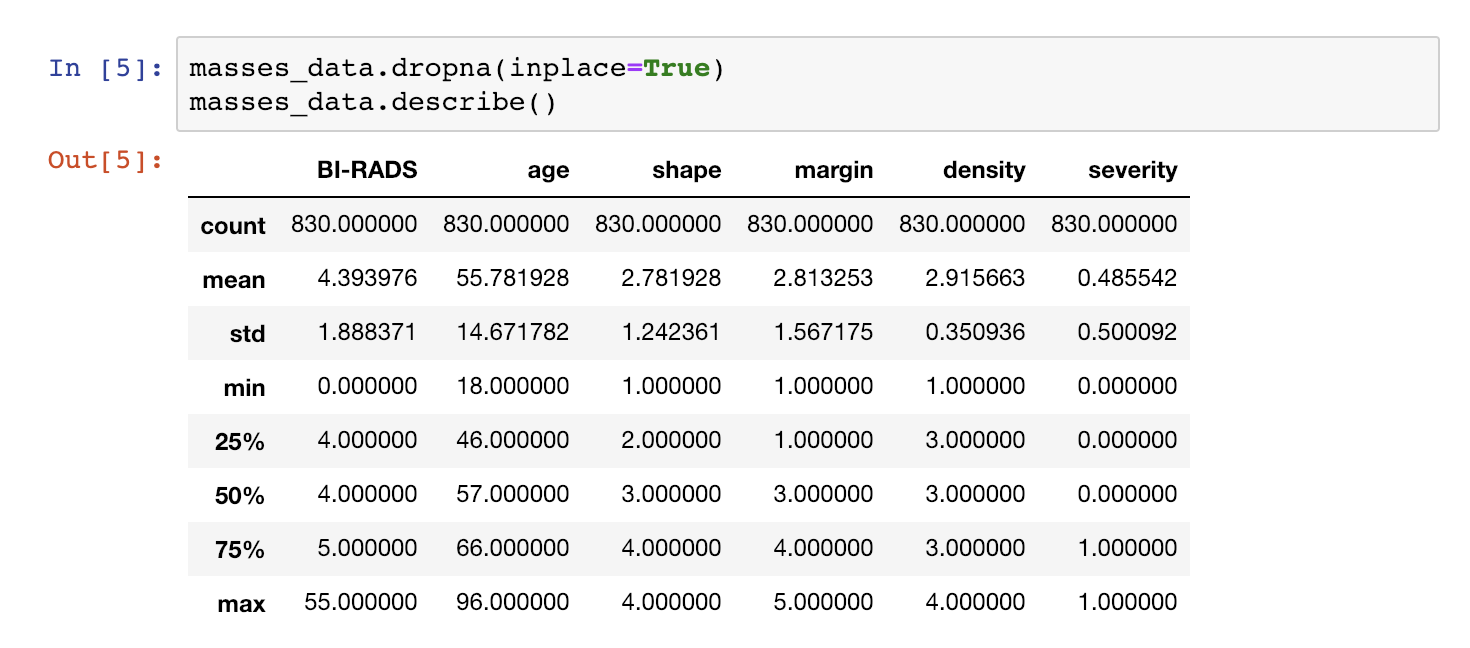 In [5]: masses_data.dropna(inplace=True)
masses_data.describe()
Out[5]:
BI-RADS age shape margin density severity
count 830.000000 830.000000 830.000000 830.000000 830.000000 830.000000
mean 4.393976 55.781928 2.781928 2.813253 2.915663 0.485542
std 1.888371 14.671782 1.242361 1.567175 0.350936 0.500092
min 0.000000 18.000000 1.000000 1.000000 1.000000 0.000000
25% 4.000000 46.000000 2.000000 1.000000 3.000000 0.000000
50% 4.000000 57.000000 3.000000 3.000000 3.000000 0.000000
75% 5.000000 66.000000 4.000000 4.000000 3.000000 1.000000
max 55.000000 96.000000 4.000000 5.000000 4.000000 1.000000